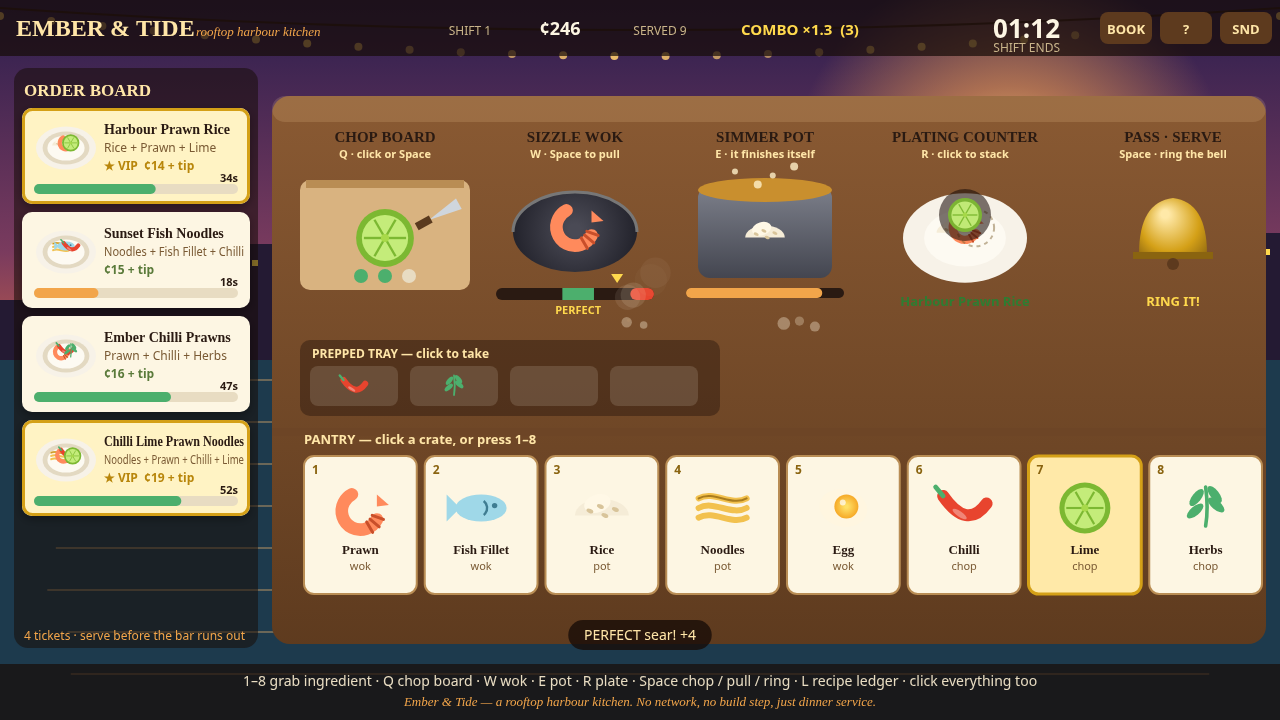 EMBER & TIDE rooftop harbour kitchen
SHIFT 1
¢246
SERVED 9
COMBO ×1.3 (3)
01:12
SHIFT ENDS
BOOK
?
SND
ORDER BOARD
Harbour Prawn Rice
Rice + Prawn + Lime
★ VIP ¢14 + tip
34s
Sunset Fish Noodles
Noodles + Fish Fillet + Chilli
¢15 + tip
18s
Ember Chilli Prawns
Prawn + Chilli + Herbs
¢16 + tip
47s
Chilli Lime Prawn Noodles
Noodles + Prawn + Chilli + Lime
★ VIP ¢19 + tip
52s
4 tickets · serve before the bar runs out
CHOP BOARD
Q · click or Space
SIZZLE WOK
W · Space to pull
PERFECT
SIMMER POT
E · it finishes itself
PLATING COUNTER
R · click to stack
Harbour Prawn Rice
PASS · SERVE
Space · ring the bell
RING IT!
PREPPED TRAY — click to take
PANTRY — click a crate, or press 1–8
1
Prawn
wok
2
Fish Fillet
wok
3
Rice
pot
4
Noodles
pot
5
Egg
wok
6
Chilli
chop
7
Lime
chop
8
Herbs
chop
PERFECT sear! +4
1–8 grab ingredient · Q chop board · W wok · E pot · R plate · Space chop / pull / ring · L recipe ledger · click everything too
Ember & Tide — a rooftop harbour kitchen. No network, no build step, just dinner service.